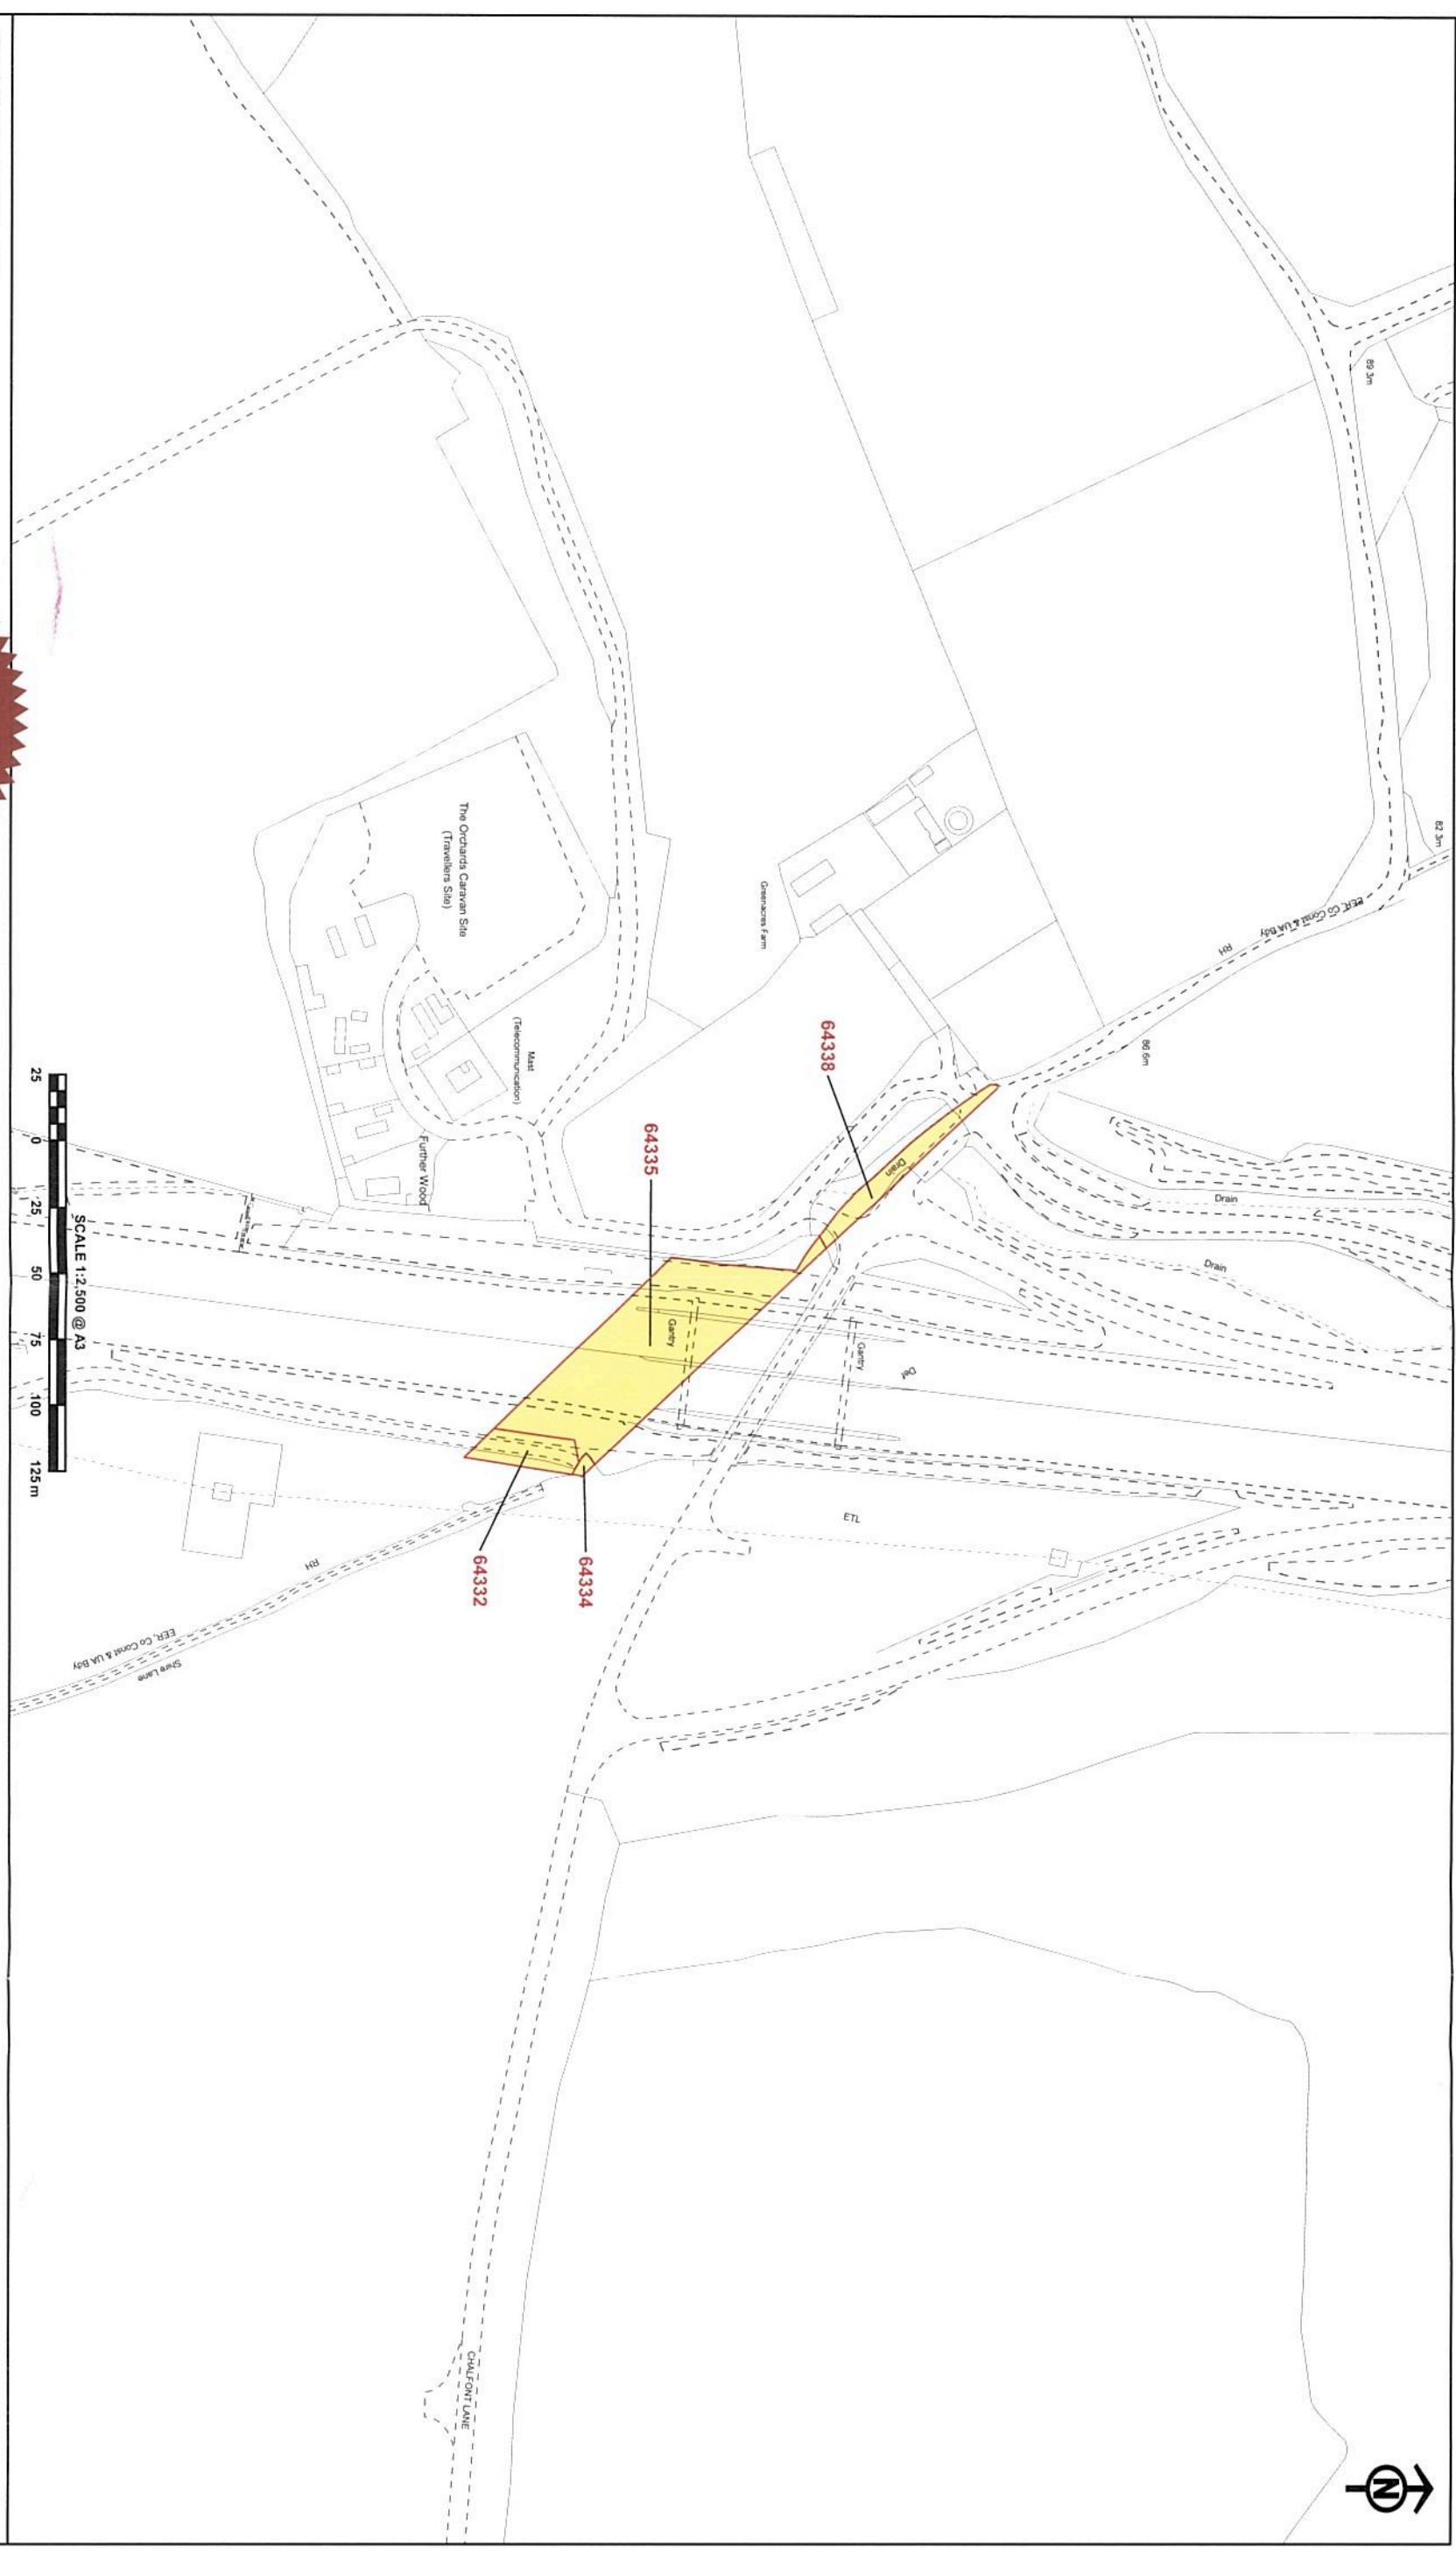 89.3m
82.3m
EER, Co Const & UA Bdy
RH
86.6m
Greenacres Farm
64338
Drain
Drain
Drain
The Orchards Caravan Site
(Travellers Site)
Mast
(Telecommunication)
64335
Further Wood
Gantry
Gantry
Def
ETL
64334
64332
RH
EER, Co Const & UA Bdy
Shire Lane
CHALFONT LANE
SCALE 1:2,500 @ A3
25 0 25 50 75 100 125m
N